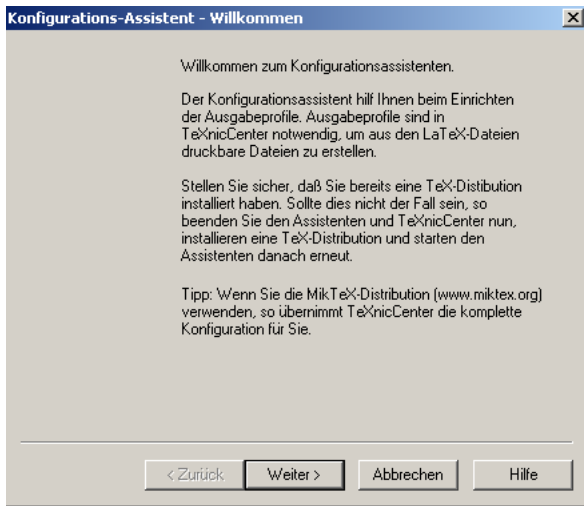 Konfigurations-Assistent - Willkommen
Willkommen zum Konfigurationsassistenten.
Der Konfigurationsassistent hilf Ihnen beim Einrichten
der Ausgabeprofile. Ausgabeprofile sind in
TeXnicCenter notwendig, um aus den LaTeX-Dateien
druckbare Dateien zu erstellen.
Stellen Sie sicher, daß Sie bereits eine TeX-Distibution
installiert haben. Sollte dies nicht der Fall sein, so
beenden Sie den Assistenten und TeXnicCenter nun,
installieren eine TeX-Distribution und starten den
Assistenten danach erneut.
Tipp: Wenn Sie die MikTeX-Distribution (www.miktex.org)
verwenden, so übernimmt TeXnicCenter die komplette
Konfiguration für Sie.
< Zurück Weiter > Abbrechen Hilfe